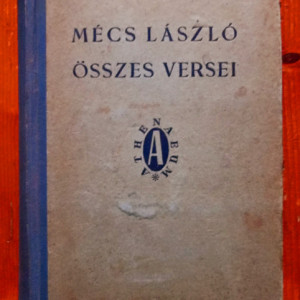 MÉCS LÁSZLÓ
ÖSSZES VERSEI
ATHENAEUM
A